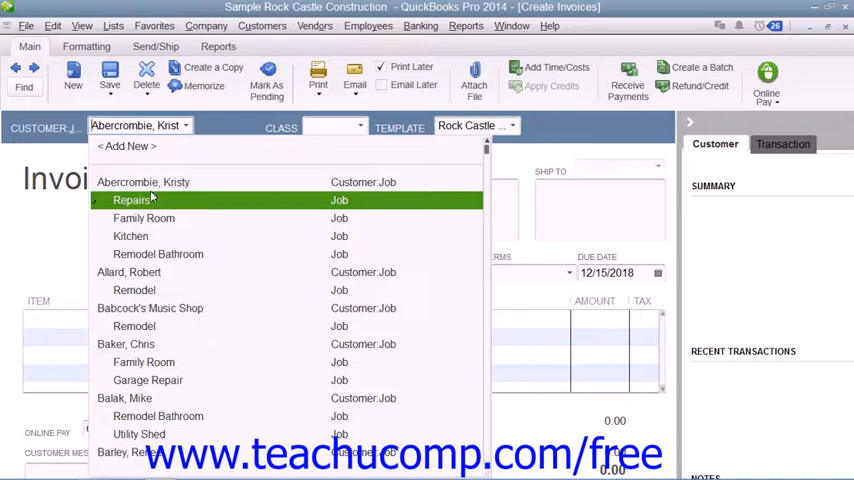 Sample Rock Castle Construction - QuickBooks Pro 2014 - [Create Invoices]
File Edit View Lists Favorites Company Customers Vendors Employees Banking Reports Window Help 26
Main Formatting Send/Ship Reports
Find New Save Delete Create a Copy Memorize Mark As Pending Print Email Print Later Email Later Attach File Add Time/Costs Apply Credits Receive Payments Create a Batch Refund/Credit Online Pay
CUSTOMER:J... Abercrombie, Krist CLASS TEMPLATE Rock Castle ...
Customer Transaction
< Add New >
Invoi
SHIP TO
SUMMARY
Abercrombie, Kristy Customer:Job
Repairs Job
Family Room Job
Kitchen Job
Remodel Bathroom Job
ERMS DUE DATE
Allard, Robert Customer:Job 12/15/2018
Remodel Job
ITEM AMOUNT TAX
Babcock's Music Shop Customer:Job
Remodel Job
Baker, Chris Customer:Job
RECENT TRANSACTIONS
Family Room Job
Garage Repair Job
Balak, Mike Customer:Job
Remodel Bathroom Job
ONLINE PAY 0.00
Utility Shed Job
CUSTOMER MES
Barley, Ren
www.teachucomp.com/free
0.00
NOTES